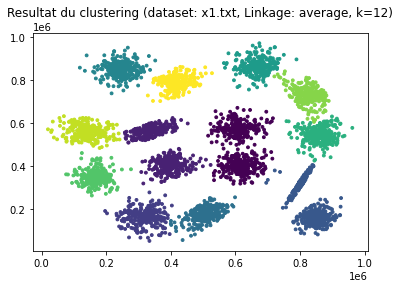 Resultat du clustering (dataset: x1.txt, Linkage: average, k=12)
1e6
1.0
0.8
0.6
0.4
0.2
0.0 0.2 0.4 0.6 0.8 1.0
1e6